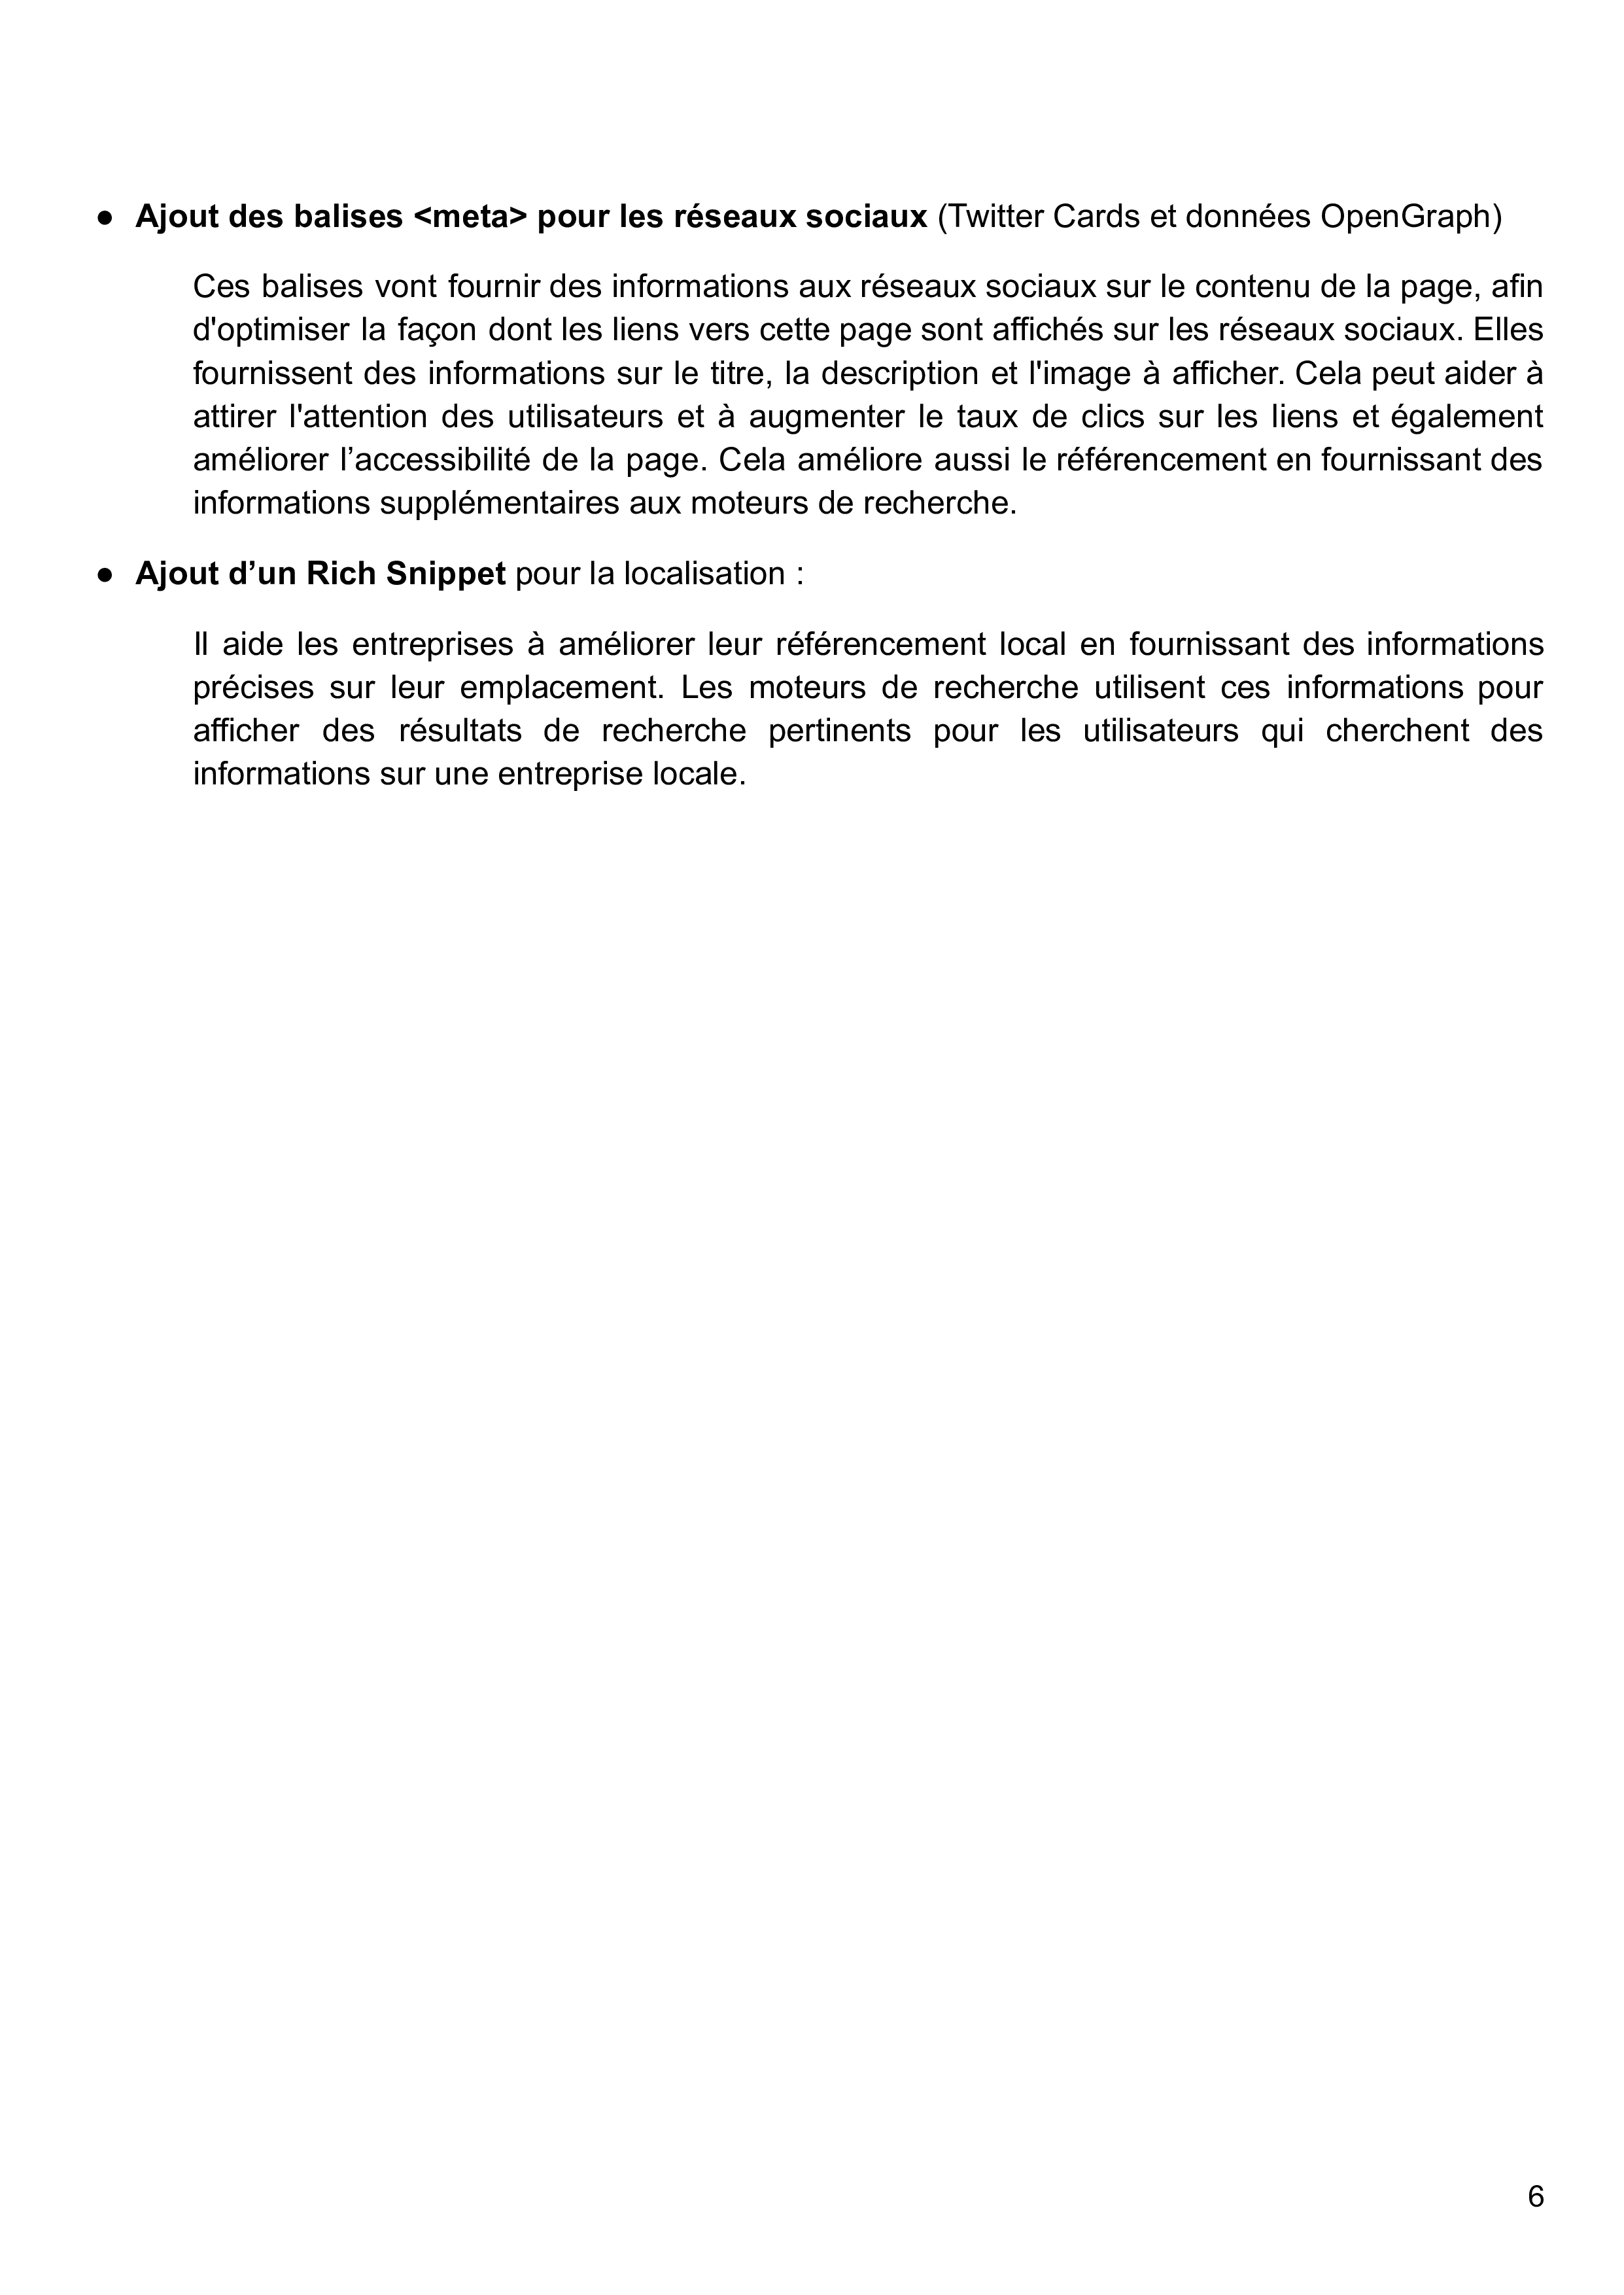 ● Ajout des balises <meta> pour les réseaux sociaux (Twitter Cards et données OpenGraph)
Ces balises vont fournir des informations aux réseaux sociaux sur le contenu de la page, afin
d'optimiser la façon dont les liens vers cette page sont affichés sur les réseaux sociaux. Elles
fournissent des informations sur le titre, la description et l'image à afficher. Cela peut aider à
attirer l'attention des utilisateurs et à augmenter le taux de clics sur les liens et également
améliorer l’accessibilité de la page. Cela améliore aussi le référencement en fournissant des
informations supplémentaires aux moteurs de recherche.
● Ajout d’un Rich Snippet pour la localisation :
Il aide les entreprises à améliorer leur référencement local en fournissant des informations
précises sur leur emplacement. Les moteurs de recherche utilisent ces informations pour
afficher des résultats de recherche pertinents pour les utilisateurs qui cherchent des
informations sur une entreprise locale.
6